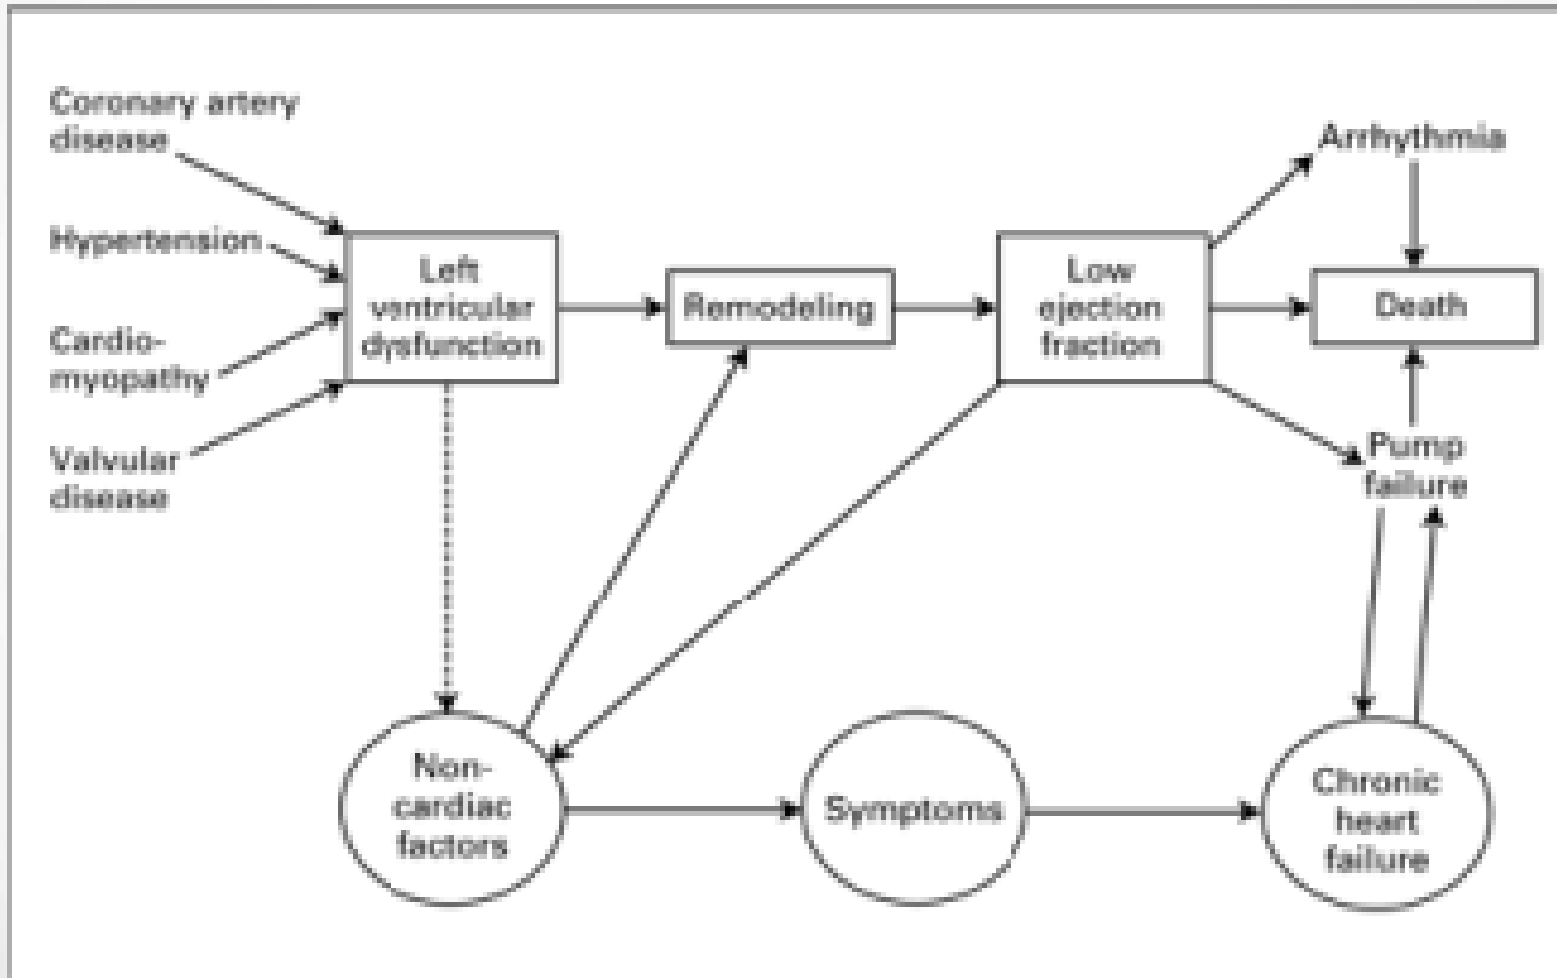 Coronary artery
disease
Hypertension
Cardio-
myopathy
Valvular
disease
Left
ventricular
dysfunction
Remodeling
Low
ejection
fraction
Arrhythmia
Death
Pump
failure
Non-
cardiac
factors
Symptoms
Chronic
heart
failure